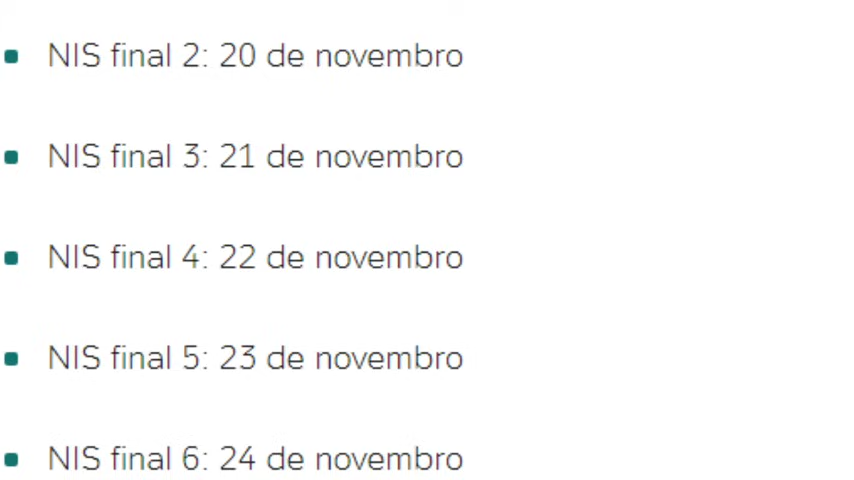 NIS final 2: 20 de novembro
NIS final 3: 21 de novembro
NIS final 4: 22 de novembro
NIS final 5: 23 de novembro
NIS final 6: 24 de novembro